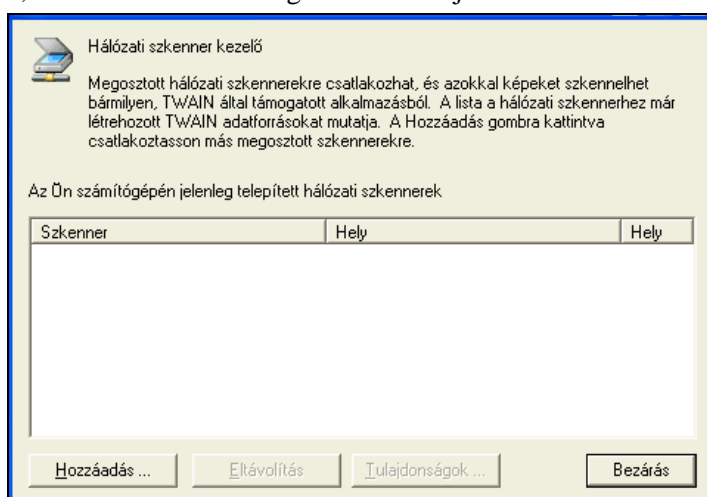 Hálózati szkenner kezelő
Megosztott hálózati szkennerekre csatlakozhat, és azokkal képeket szkennelhet
bármilyen, TWAIN által támogatott alkalmazásból. A lista a hálózati szkennerhez már
létrehozott TWAIN adatforrásokat mutatja. A Hozzáadás gombra kattintva
csatlakoztasson más megosztott szkennerekre.
Az Ön számítógépén jelenleg telepített hálózati szkennerek
Szkenner Hely Hely
Hozzáadás ... Eltávolítás Tulajdonságok ... Bezárás